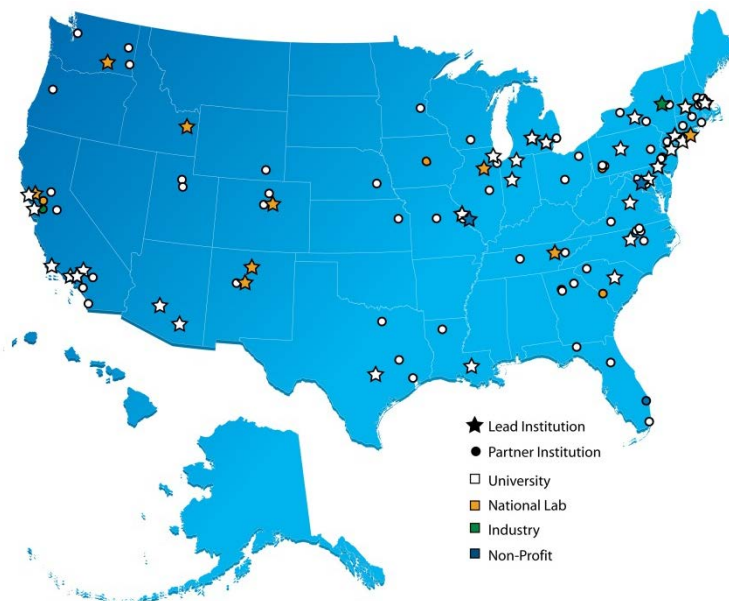 Lead Institution
Partner Institution
University
National Lab
Industry
Non-Profit